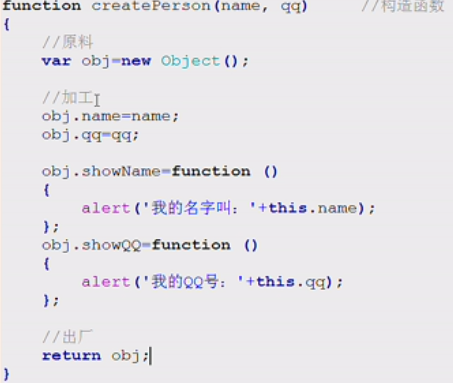 function createPerson(name, qq)    //构造函数
{
    //原料
    var obj=new Object();
    //加工
    obj.name=name;
    obj.qq=qq;
    obj.showName=function ()
    {
        alert('我的名字叫：'+this.name);
    };
    obj.showQQ=function ()
    {
        alert('我的QQ号：'+this.qq);
    };
    //出厂
    return obj;
}